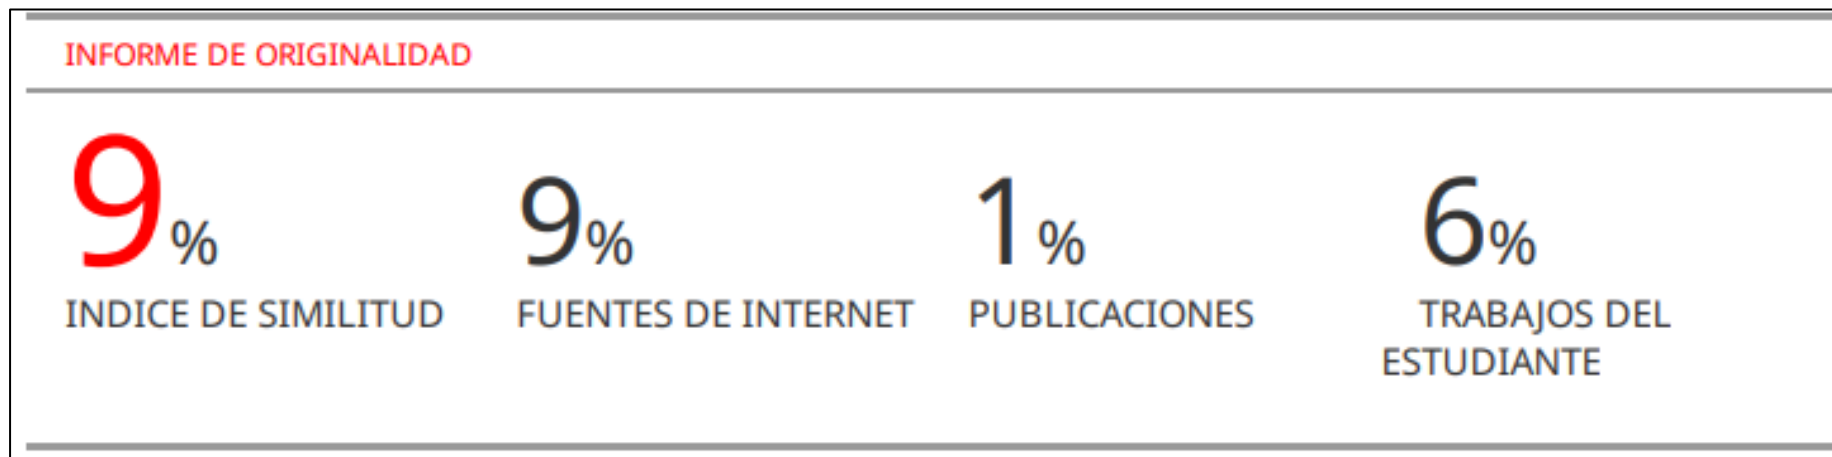 INFORME DE ORIGINALIDAD
9% 9% 1% 6%
INDICE DE SIMILITUD FUENTES DE INTERNET PUBLICACIONES TRABAJOS DEL
ESTUDIANTE